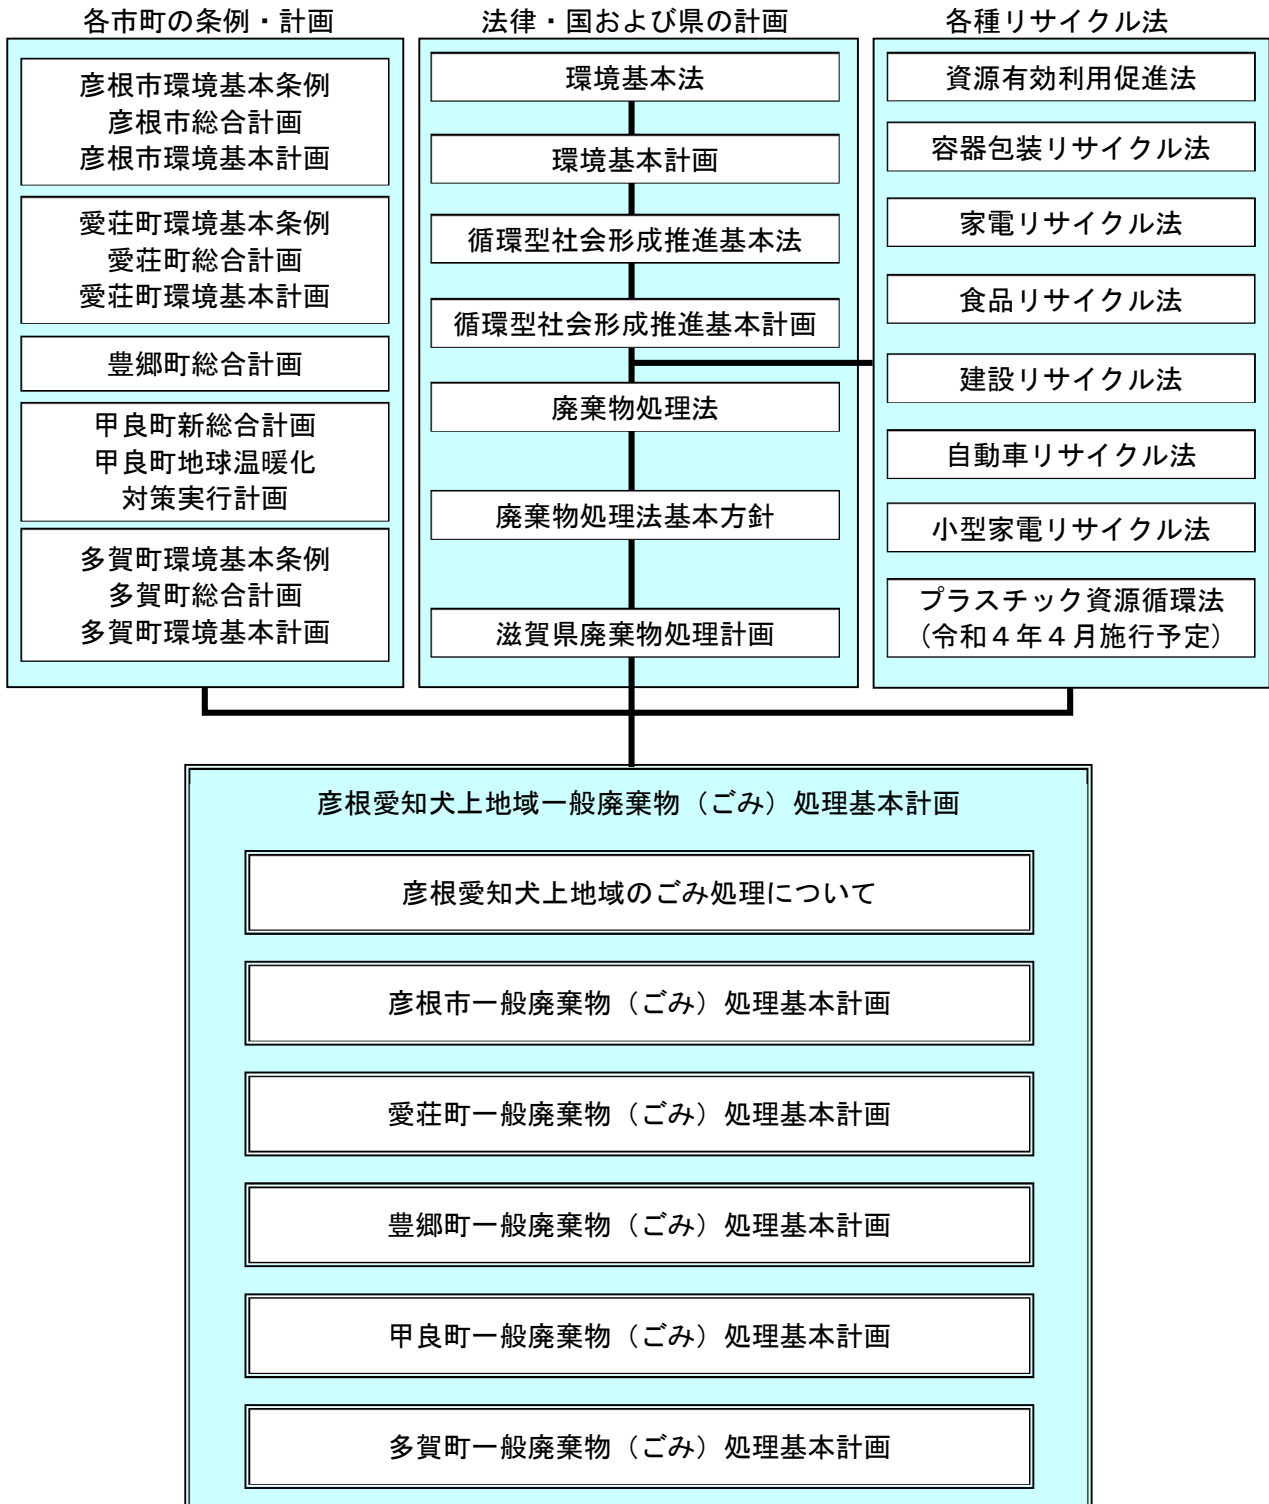 各市町の条例・計画
彦根市環境基本条例
彦根市総合計画
彦根市環境基本計画
愛荘町環境基本条例
愛荘町総合計画
愛荘町環境基本計画
豊郷町総合計画
甲良町新総合計画
甲良町地球温暖化
対策実行計画
多賀町環境基本条例
多賀町総合計画
多賀町環境基本計画
法律・国および県の計画
環境基本法
環境基本計画
循環型社会形成推進基本法
循環型社会形成推進基本計画
廃棄物処理法
廃棄物処理法基本方針
滋賀県廃棄物処理計画
各種リサイクル法
資源有効利用促進法
容器包装リサイクル法
家電リサイクル法
食品リサイクル法
建設リサイクル法
自動車リサイクル法
小型家電リサイクル法
プラスチック資源循環法
（令和４年４月施行予定）
彦根愛知犬上地域一般廃棄物（ごみ）処理基本計画
彦根愛知犬上地域のごみ処理について
彦根市一般廃棄物（ごみ）処理基本計画
愛荘町一般廃棄物（ごみ）処理基本計画
豊郷町一般廃棄物（ごみ）処理基本計画
甲良町一般廃棄物（ごみ）処理基本計画
多賀町一般廃棄物（ごみ）処理基本計画